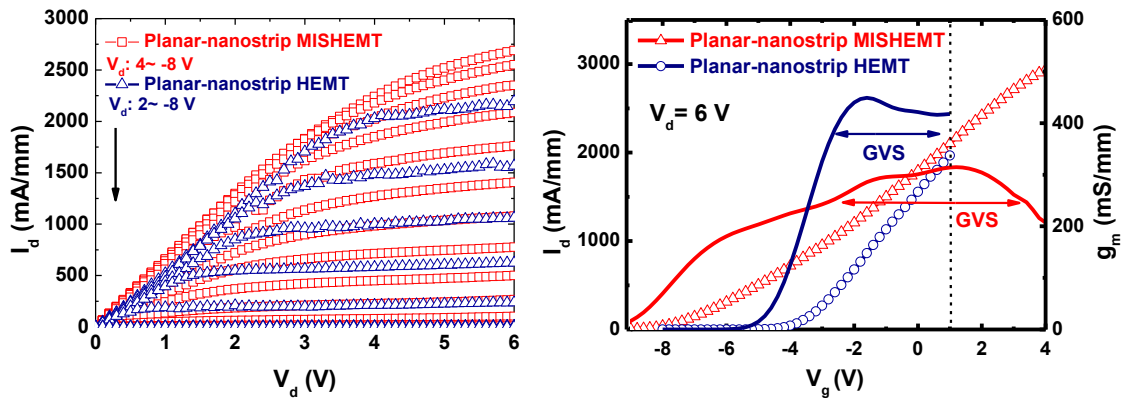 3000
2500
2000
1500
1000
500
0
I_d (mA/mm)
Planar-nanostrip MISHEMT
V_d: 4~ -8 V
Planar-nanostrip HEMT
V_d: 2~ -8 V
0 1 2 3 4 5 6
V_d (V)
3000
2000
1000
0
I_d (mA/mm)
Planar-nanostrip MISHEMT
Planar-nanostrip HEMT
V_d= 6 V
GVS
GVS
-8 -6 -4 -2 0 2 4
V_g (V)
600
400
200
0
g_m (mS/mm)